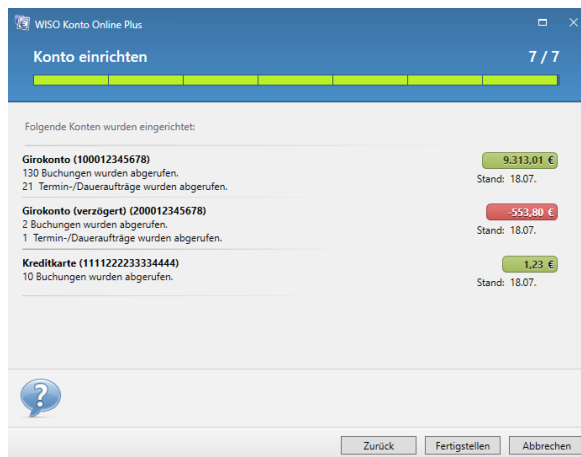 WISO Konto Online Plus
Konto einrichten 7 / 7
Folgende Konten wurden eingerichtet:
Girokonto (100012345678) 9.313,01 €
130 Buchungen wurden abgerufen.
Stand: 18.07.
21 Termin-/Daueraufträge wurden abgerufen.
Girokonto (verzögert) (200012345678) -553,80 €
2 Buchungen wurden abgerufen.
Stand: 18.07.
1 Termin-/Daueraufträge wurden abgerufen.
Kreditkarte (1111222233334444) 1,23 €
10 Buchungen wurden abgerufen.
Stand: 18.07.
Zurück Fertigstellen Abbrechen